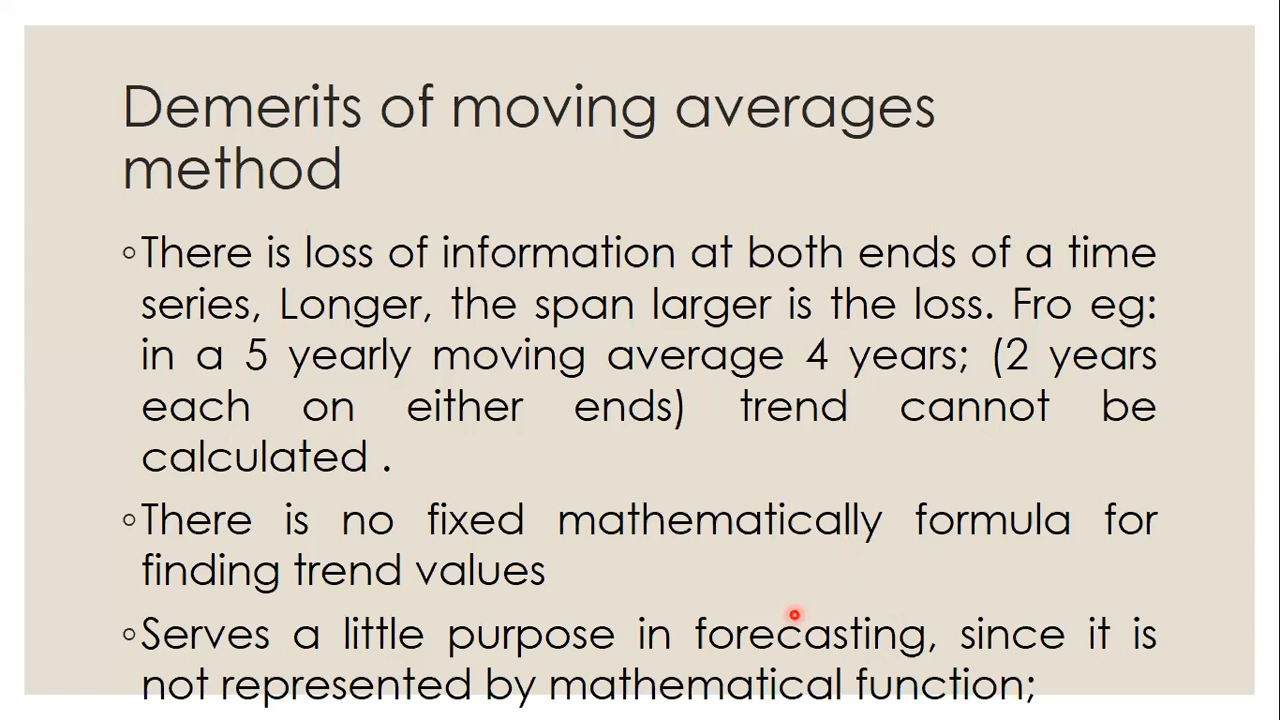 Demerits of moving averages
method
◦There is loss of information at both ends of a time
series, Longer, the span larger is the loss. Fro eg:
in a 5 yearly moving average 4 years; (2 years
each on either ends) trend cannot be
calculated .
◦There is no fixed mathematically formula for
finding trend values
◦Serves a little purpose in forecasting, since it is
not represented by mathematical function;